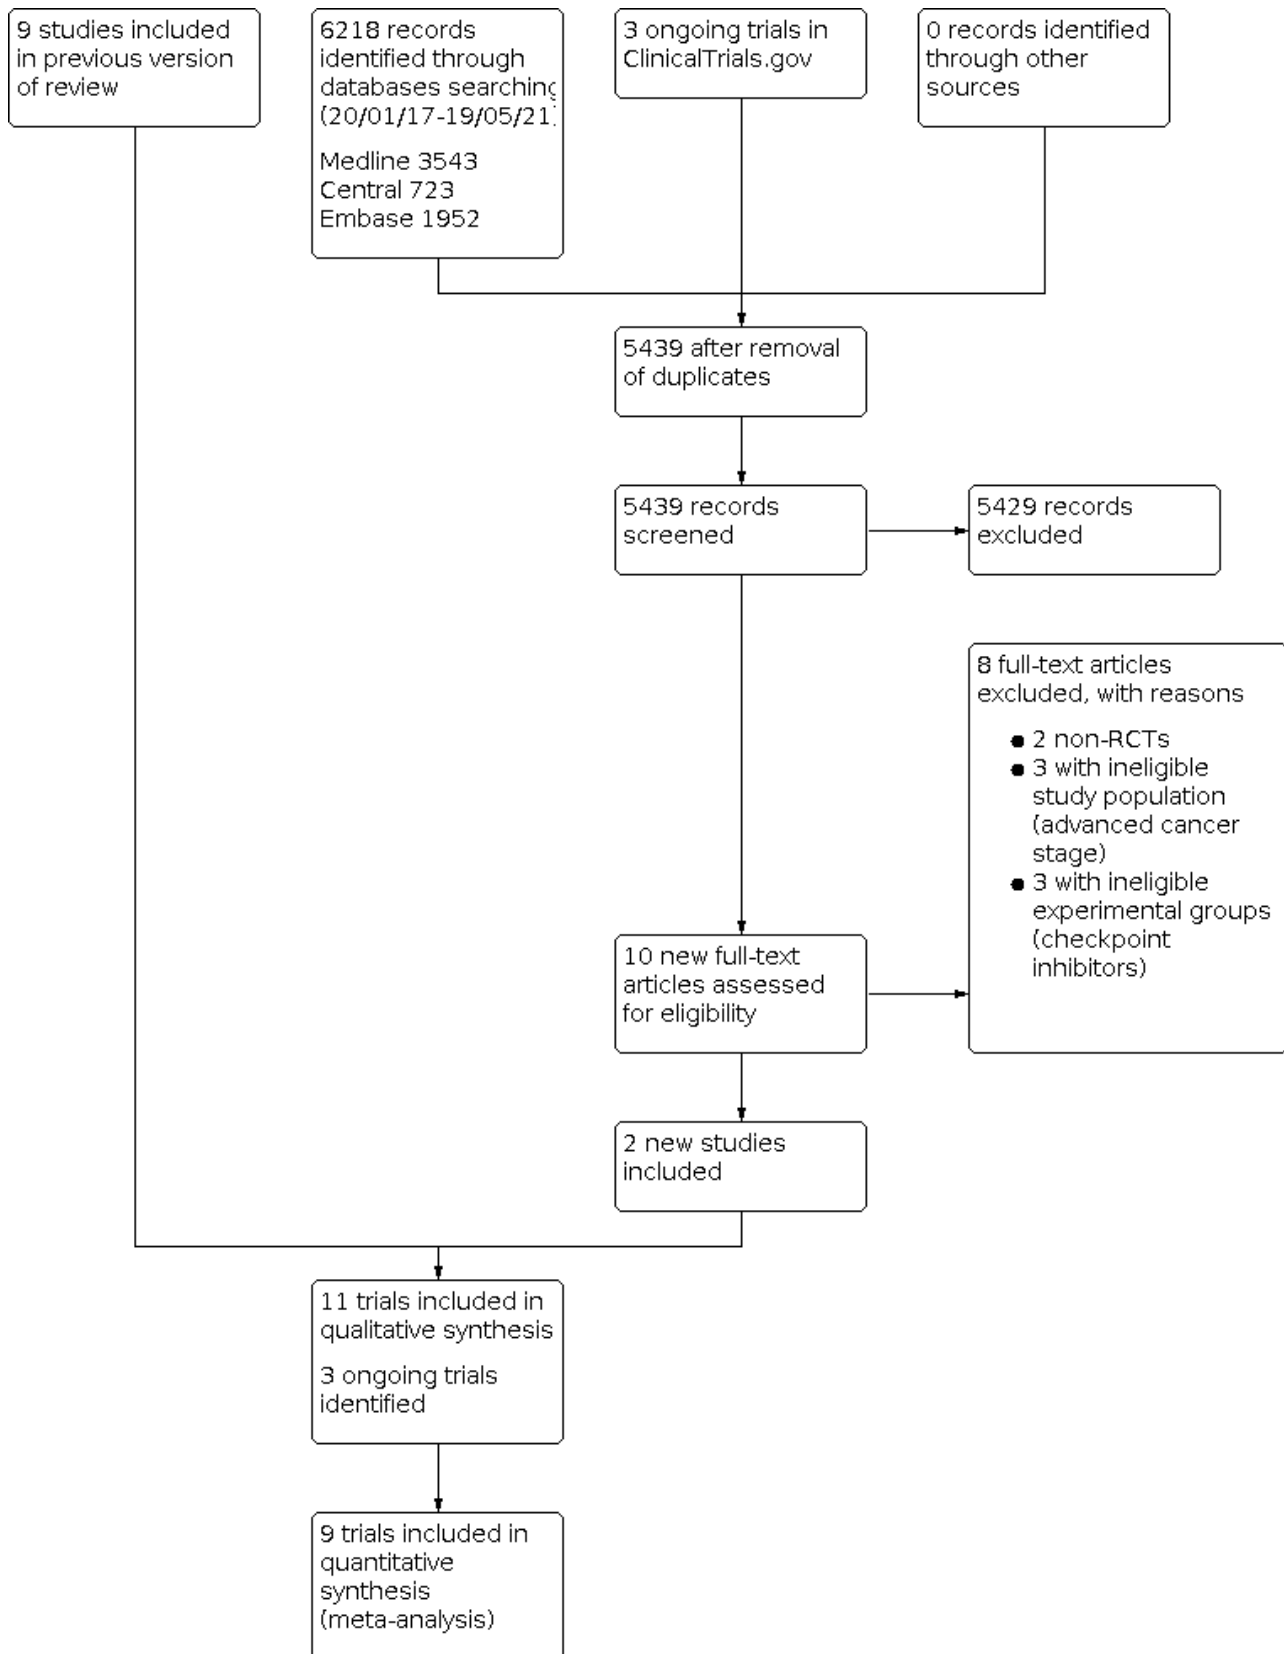 9 studies included
in previous version
of review
6218 records
identified through
databases searching
(20/01/17-19/05/21)
Medline 3543
Central 723
Embase 1952
3 ongoing trials in
ClinicalTrials.gov
0 records identified
through other
sources
5439 after removal
of duplicates
5439 records
screened
5429 records
excluded
8 full-text articles
excluded, with reasons
● 2 non-RCTs
● 3 with ineligible
study population
(advanced cancer
stage)
● 3 with ineligible
experimental groups
(checkpoint
inhibitors)
10 new full-text
articles assessed
for eligibility
2 new studies
included
11 trials included in
qualitative synthesis
3 ongoing trials
identified
9 trials included in
quantitative
synthesis
(meta-analysis)